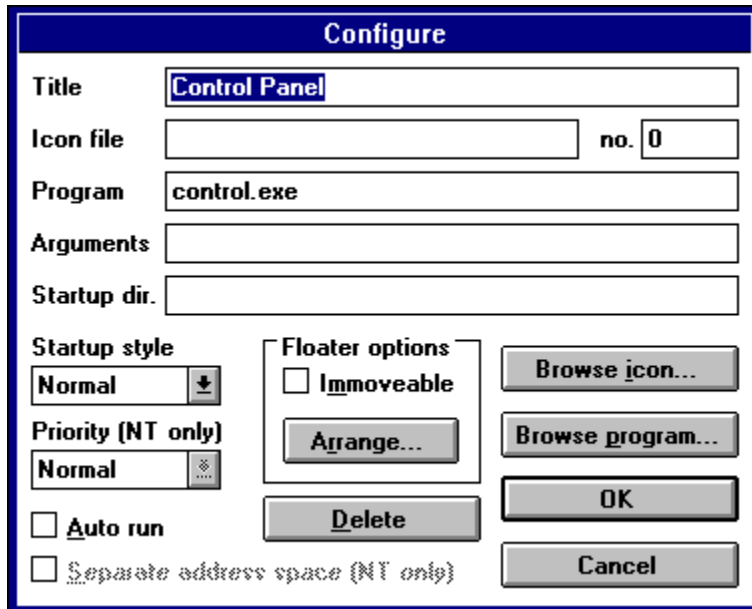 Configure
Title Control Panel
Icon file no. 0
Program control.exe
Arguments
Startup dir.
Startup style Floater options
Normal Immoveable Browse icon...
Priority (NT only) Arrange... Browse program...
Normal
Auto run Delete OK
Separate address space (NT only) Cancel